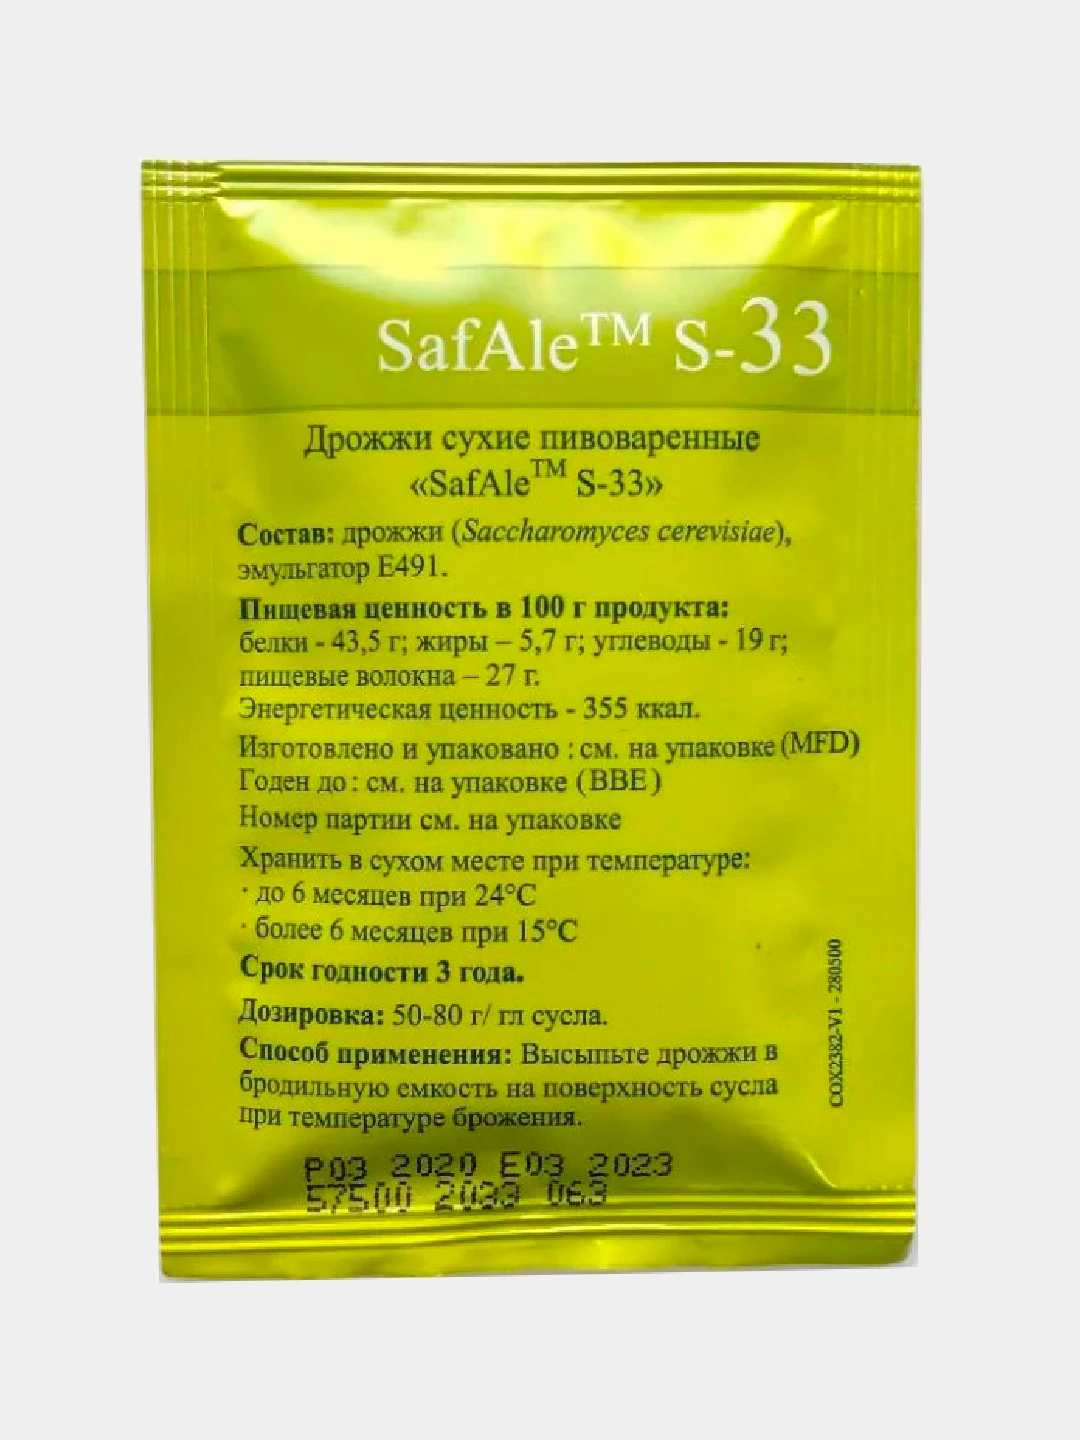 SafAle™ S-33
Дрожжи сухие пивоваренные
«SafAle™ S-33»
Состав: дрожжи (Saccharomyces cerevisiae),
эмульгатор Е491.
Пищевая ценность в 100 г продукта:
белки - 43,5 г; жиры – 5,7 г; углеводы - 19 г;
пищевые волокна – 27 г.
Энергетическая ценность - 355 ккал.
Изготовлено и упаковано : см. на упаковке (MFD)
Годен до : см. на упаковке (BBE)
Номер партии см. на упаковке
Хранить в сухом месте при температуре:
· до 6 месяцев при 24°C
· более 6 месяцев при 15°C
Срок годности 3 года.
Дозировка: 50-80 г/ гл сусла.
Способ применения: Высыпьте дрожжи в
бродильную емкость на поверхность сусла
при температуре брожения.
COX2382-V1 - 280500
P03 2020 E03 2023
57500 2033 063